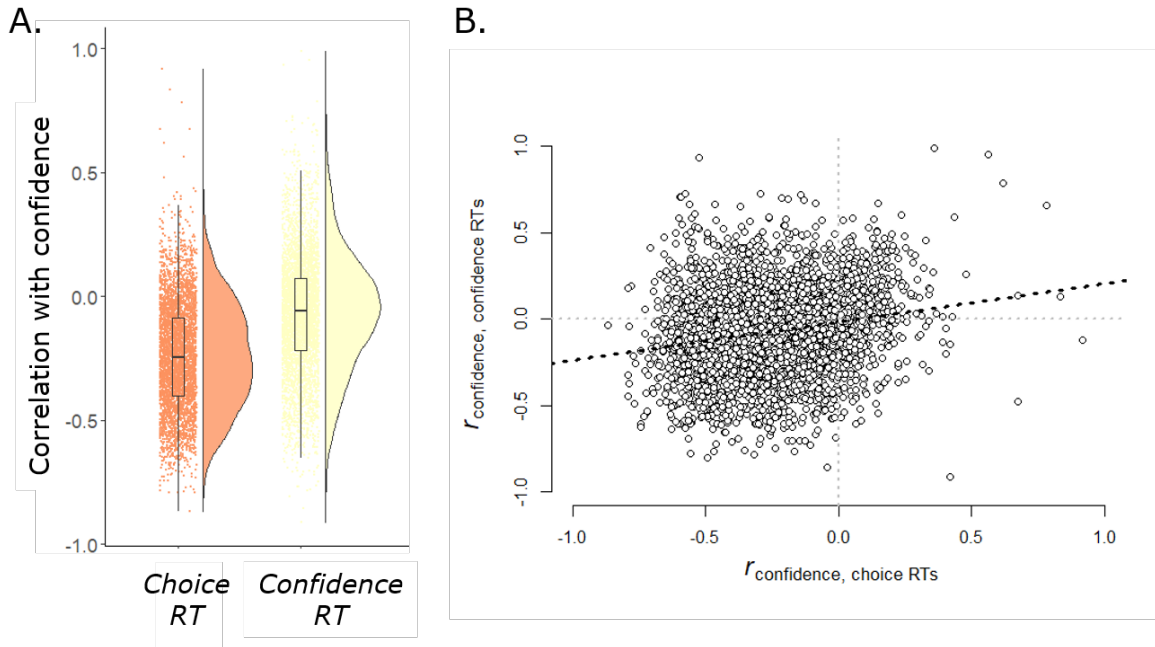 A.
Correlation with confidence
1.0
0.5
0.0
-0.5
-1.0
Choice
RT
Confidence
RT
B.
r confidence, confidence RTs
1.0
0.5
0.0
-0.5
-1.0
-1.0 -0.5 0.0 0.5 1.0
r confidence, choice RTs